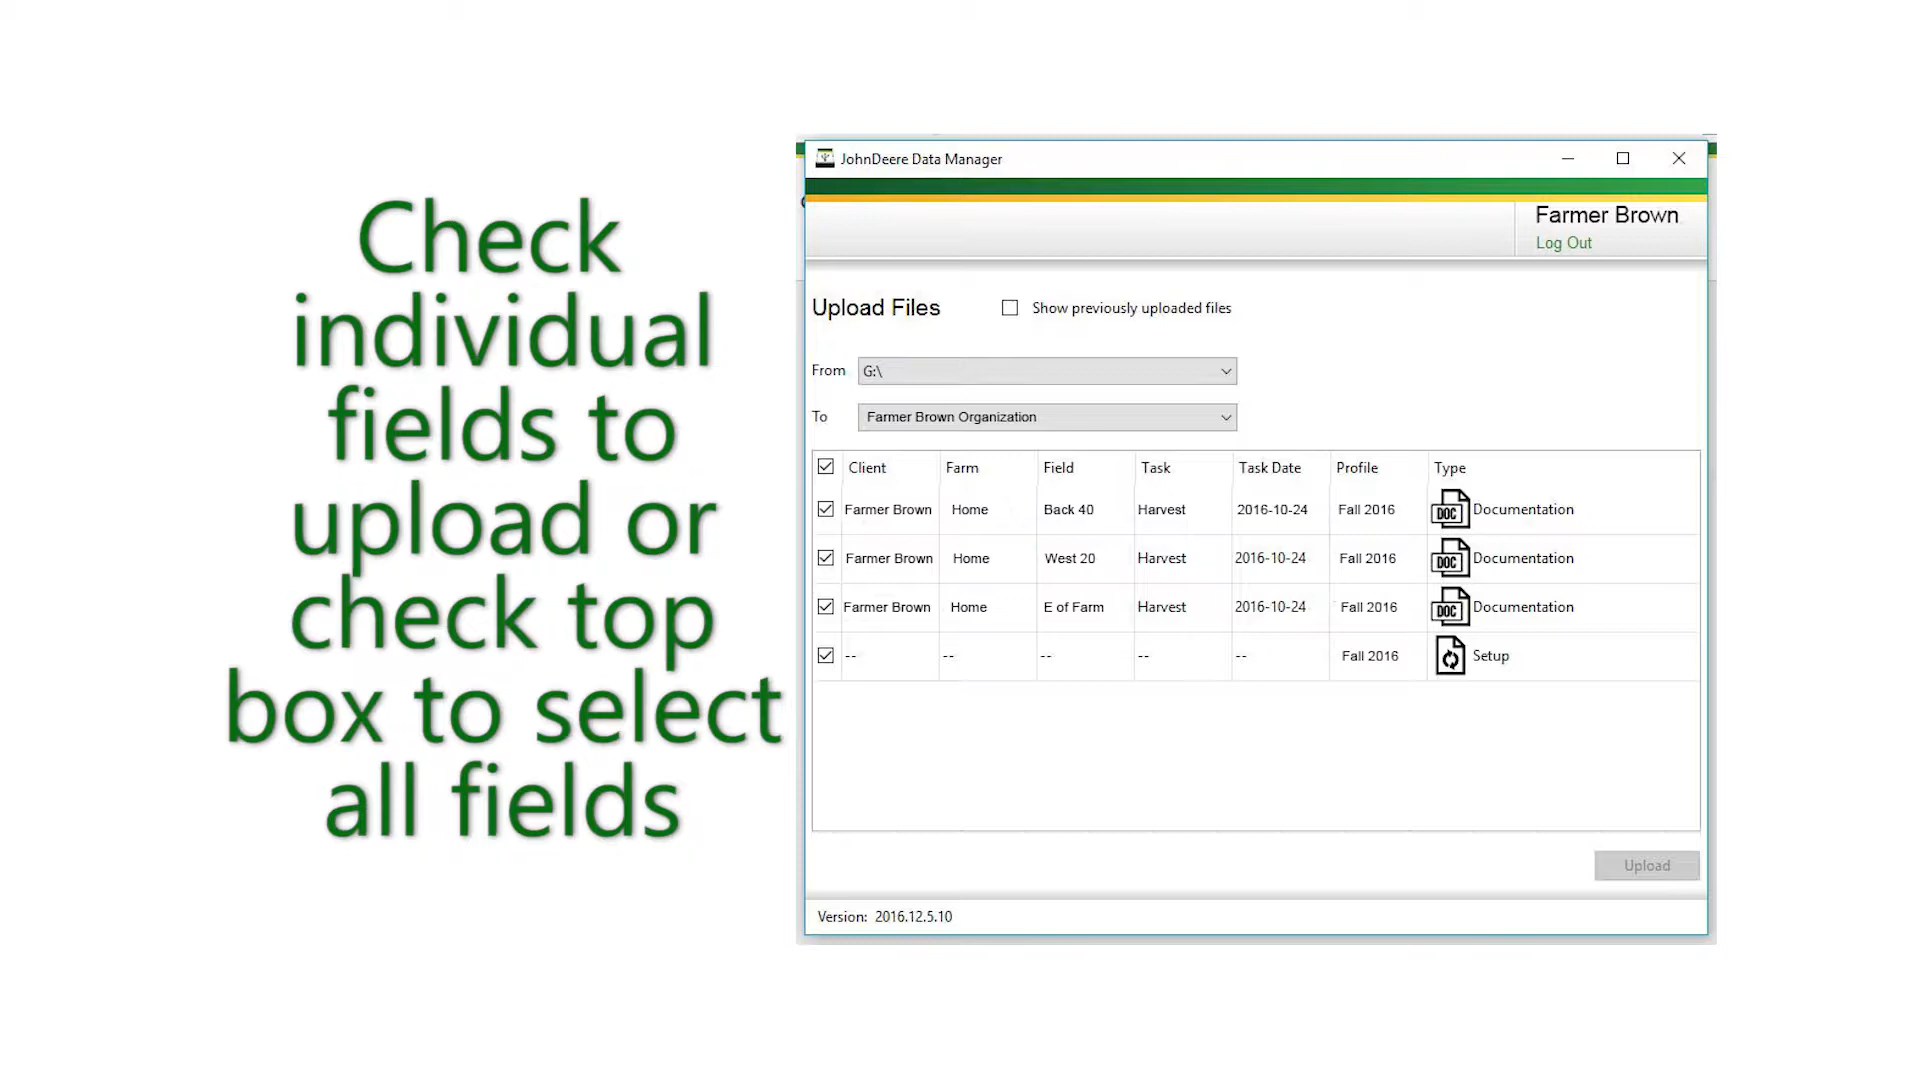 Check
individual
fields to
upload or
check top
box to select
all fields
JohnDeere Data Manager
Farmer Brown
Log Out
Upload Files
Show previously uploaded files
From G:\
To Farmer Brown Organization
Client Farm Field Task Task Date Profile Type
Farmer Brown Home Back 40 Harvest 2016-10-24 Fall 2016 DOC Documentation
Farmer Brown Home West 20 Harvest 2016-10-24 Fall 2016 DOC Documentation
Farmer Brown Home E of Farm Harvest 2016-10-24 Fall 2016 DOC Documentation
-- -- -- -- -- Fall 2016 Setup
Upload
Version: 2016.12.5.10